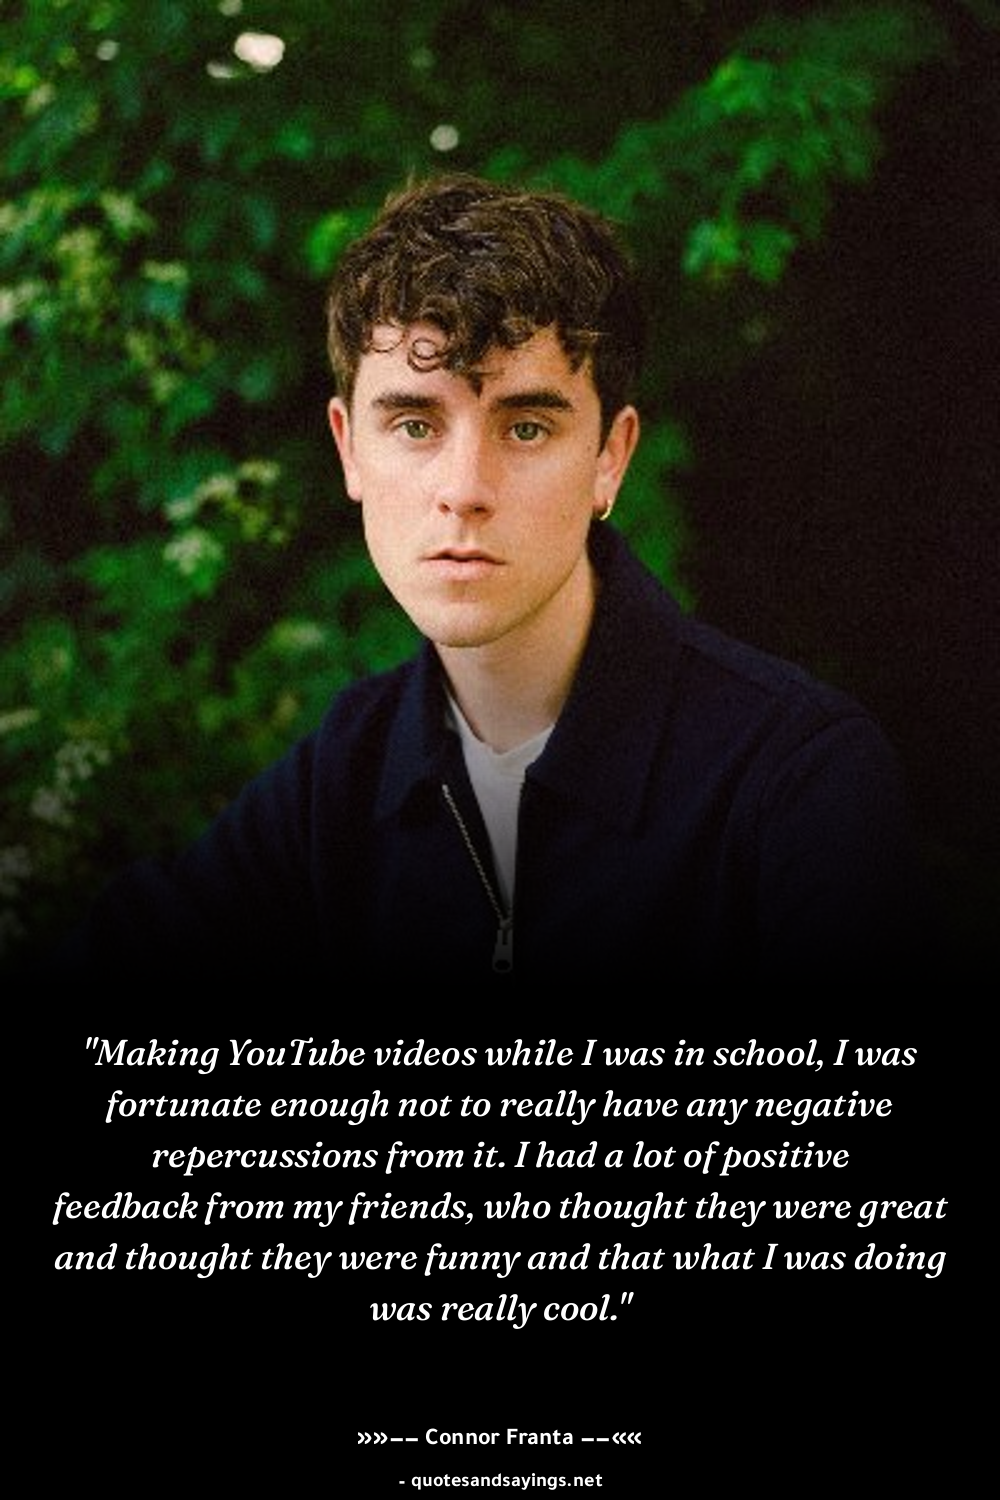 "Making YouTube videos while I was in school, I was
fortunate enough not to really have any negative
repercussions from it. I had a lot of positive
feedback from my friends, who thought they were great
and thought they were funny and that what I was doing
was really cool."
»»−− Connor Franta −−««
- quotesandsayings.net